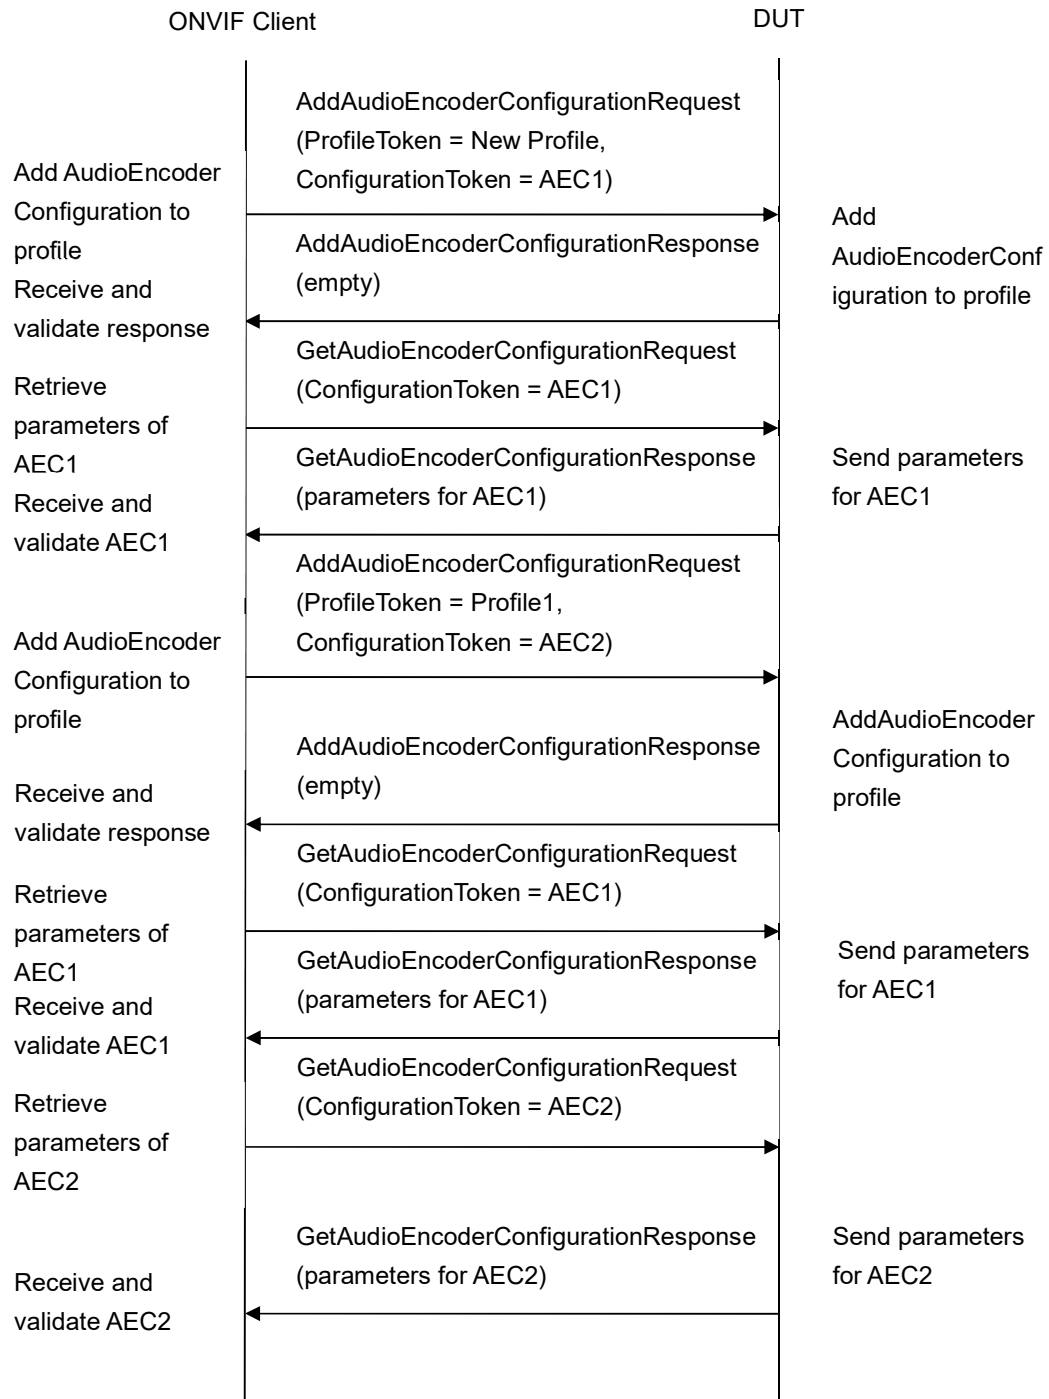 ONVIF Client
DUT
AddAudioEncoderConfigurationRequest
(ProfileToken = New Profile,
ConfigurationToken = AEC1)
Add AudioEncoder
Configuration to
profile
Add
AudioEncoderConf
iguration to profile
AddAudioEncoderConfigurationResponse
(empty)
Receive and
validate response
GetAudioEncoderConfigurationRequest
(ConfigurationToken = AEC1)
Retrieve
parameters of
AEC1
GetAudioEncoderConfigurationResponse
(parameters for AEC1)
Send parameters
for AEC1
Receive and
validate AEC1
AddAudioEncoderConfigurationRequest
(ProfileToken = Profile1,
ConfigurationToken = AEC2)
Add AudioEncoder
Configuration to
profile
AddAudioEncoder
Configuration to
profile
AddAudioEncoderConfigurationResponse
(empty)
Receive and
validate response
GetAudioEncoderConfigurationRequest
(ConfigurationToken = AEC1)
Retrieve
parameters of
AEC1
GetAudioEncoderConfigurationResponse
(parameters for AEC1)
Send parameters
for AEC1
Receive and
validate AEC1
GetAudioEncoderConfigurationRequest
(ConfigurationToken = AEC2)
Retrieve
parameters of
AEC2
GetAudioEncoderConfigurationResponse
(parameters for AEC2)
Send parameters
for AEC2
Receive and
validate AEC2